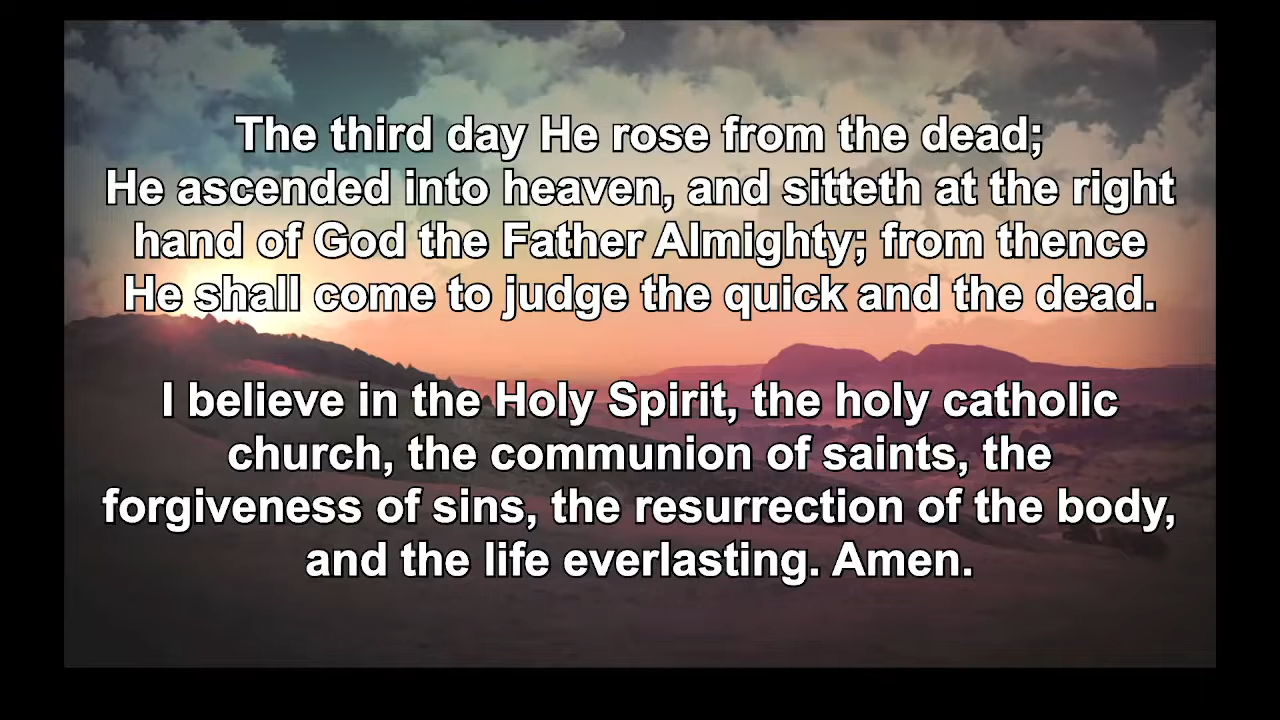 The third day He rose from the dead;
He ascended into heaven, and sitteth at the right
hand of God the Father Almighty; from thence
He shall come to judge the quick and the dead.
I believe in the Holy Spirit, the holy catholic
church, the communion of saints, the
forgiveness of sins, the resurrection of the body,
and the life everlasting. Amen.